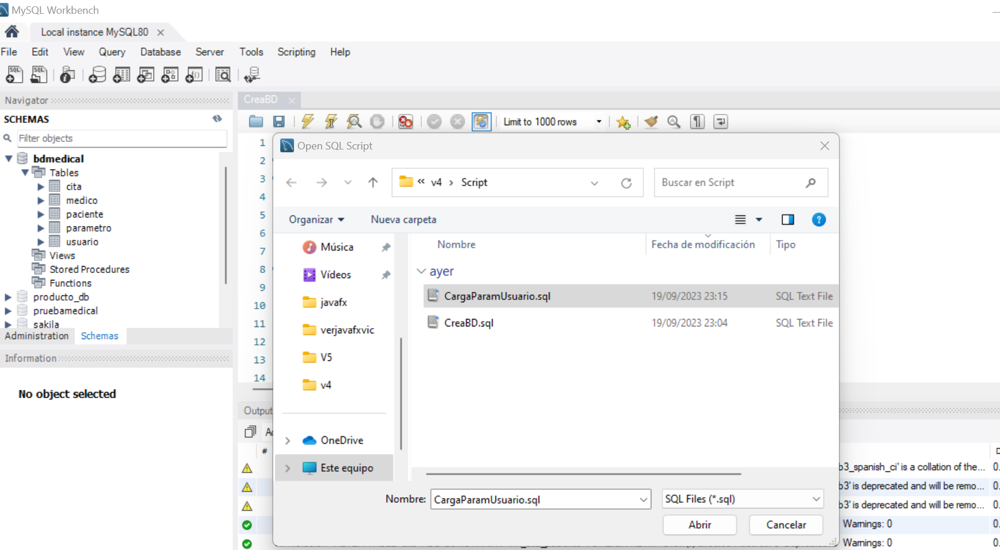 MySQL Workbench
Local instance MySQL80
File Edit View Query Database Server Tools Scripting Help
Navigator
SCHEMAS
Filter objects
bdmedical
Tables
cita
medico
paciente
parametro
usuario
Views
Stored Procedures
Functions
producto_db
pruebamedical
sakila
Administration Schemas
Information
No object selected
CreaBD
Limit to 1000 rows
1
2
3
4
5
6
7
8
9
10
11
12
13
14
Open SQL Script
« v4 > Script
Buscar en Script
Organizar Nueva carpeta
Música
Vídeos
javafx
verjavafxvic
V5
v4
OneDrive
Este equipo
Nombre Fecha de modificación Tipo
ayer
CargaParamUsuario.sql 19/09/2023 23:15 SQL Text File
CreaBD.sql 19/09/2023 23:04 SQL Text File
Nombre: CargaParamUsuario.sql SQL Files (*.sql)
Abrir Cancelar
Output
#
b3_spanish_ci' is a collation of the... 0.
b3' is deprecated and will be remo... 0.
b3' is deprecated and will be remo... 0.
Warnings: 0 0.
Warnings: 0 0.